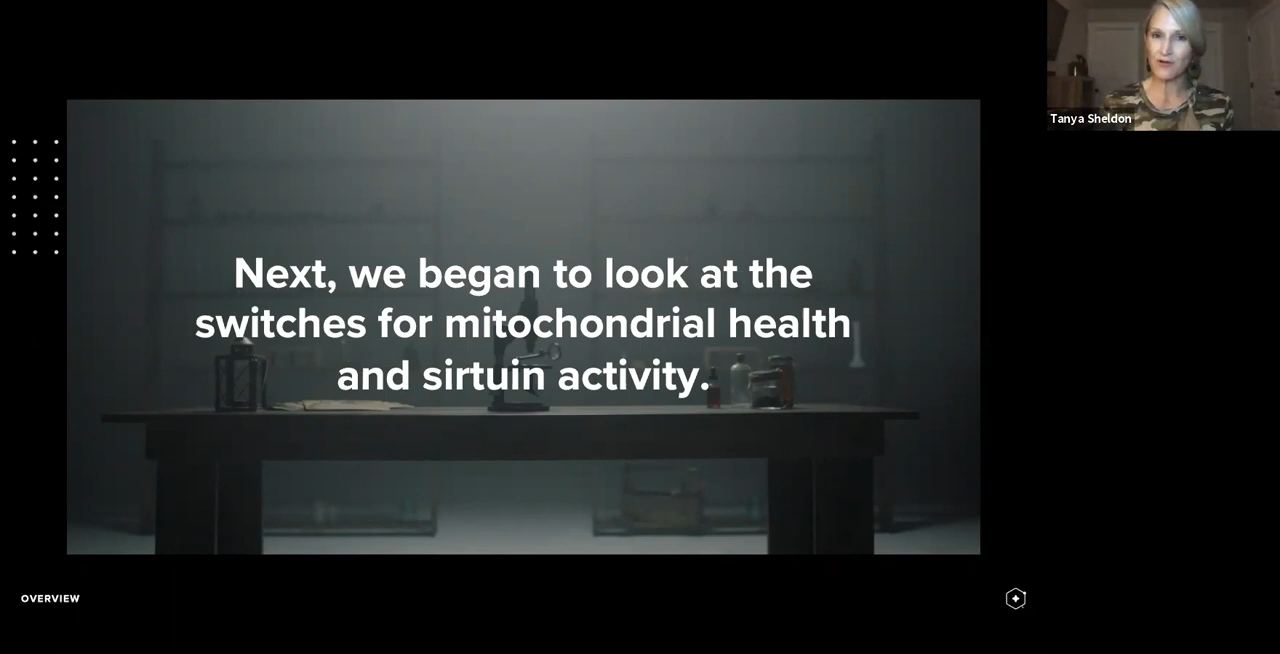 Tanya Sheldon
Next, we began to look at the
switches for mitochondrial health
and sirtuin activity.
OVERVIEW